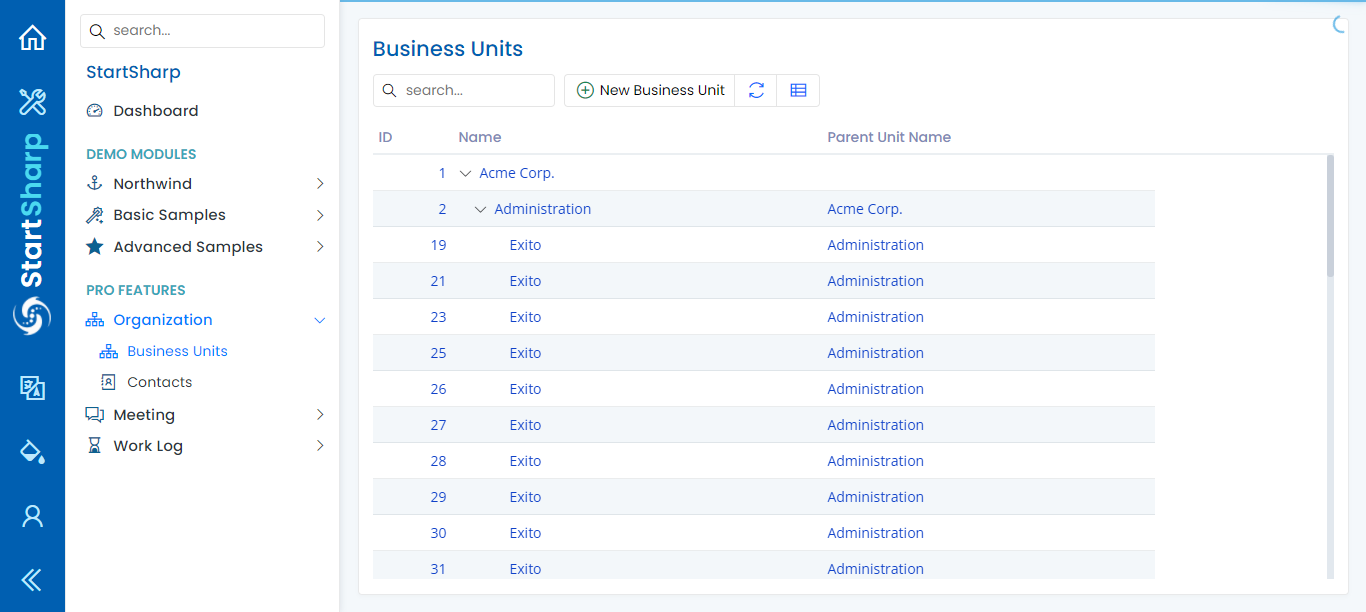 StartSharp
search...
StartSharp
Dashboard
DEMO MODULES
Northwind
Basic Samples
Advanced Samples
PRO FEATURES
Organization
Business Units
Contacts
Meeting
Work Log
Business Units
search...
New Business Unit
ID Name Parent Unit Name
1 Acme Corp.
2 Administration Acme Corp.
19 Exito Administration
21 Exito Administration
23 Exito Administration
25 Exito Administration
26 Exito Administration
27 Exito Administration
28 Exito Administration
29 Exito Administration
30 Exito Administration
31 Exito Administration